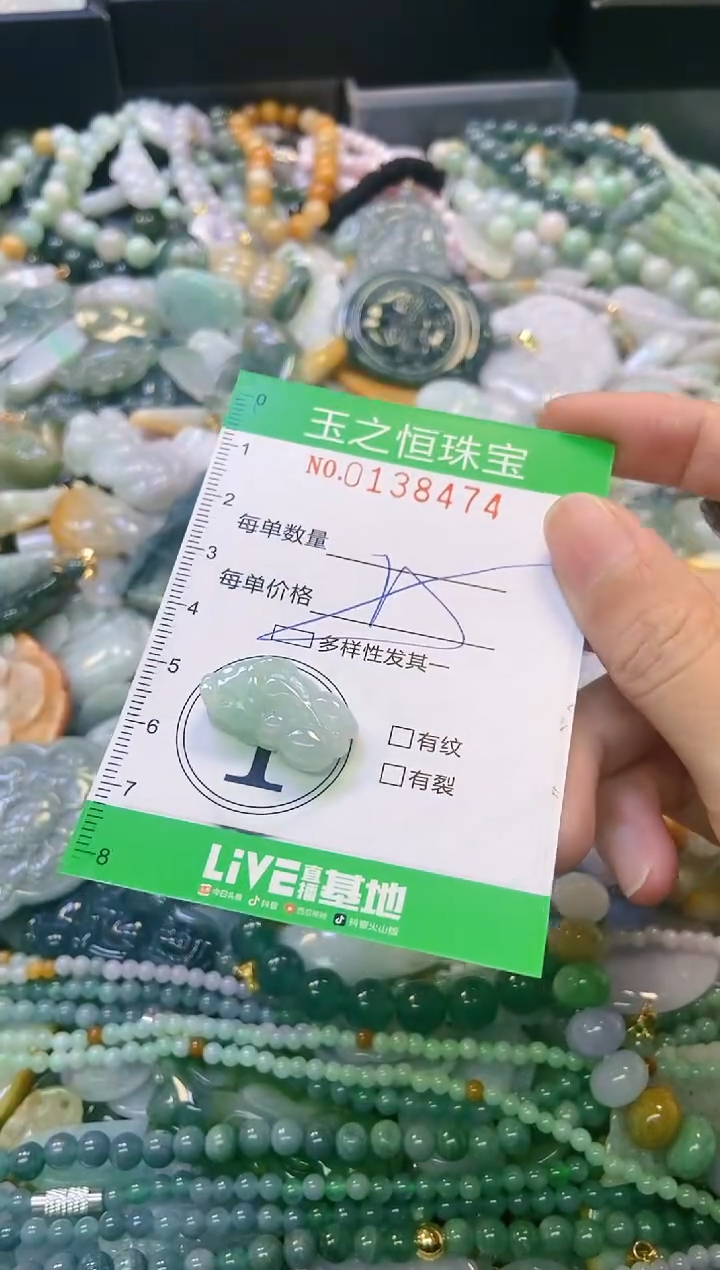 玉之恒珠宝
NO.0138474
每单数量
每单价格
多样性发其一
有纹
有裂
LiVE直播基地
今日头条 抖音 西瓜视频 抖音火山版
0
1
2
3
4
5
6
7
8